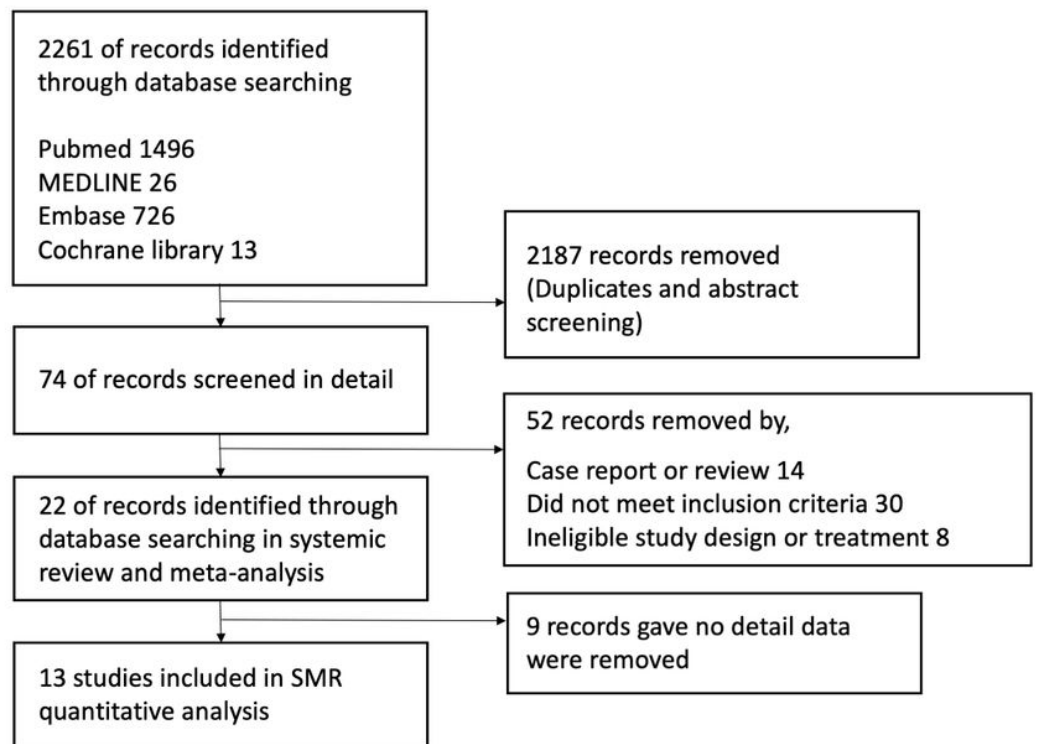 2261 of records identified
through database searching
Pubmed 1496
MEDLINE 26
Embase 726
Cochrane library 13
2187 records removed
(Duplicates and abstract
screening)
74 of records screened in detail
52 records removed by,
Case report or review 14
Did not meet inclusion criteria 30
Ineligible study design or treatment 8
22 of records identified through
database searching in systemic
review and meta-analysis
9 records gave no detail data
were removed
13 studies included in SMR
quantitative analysis